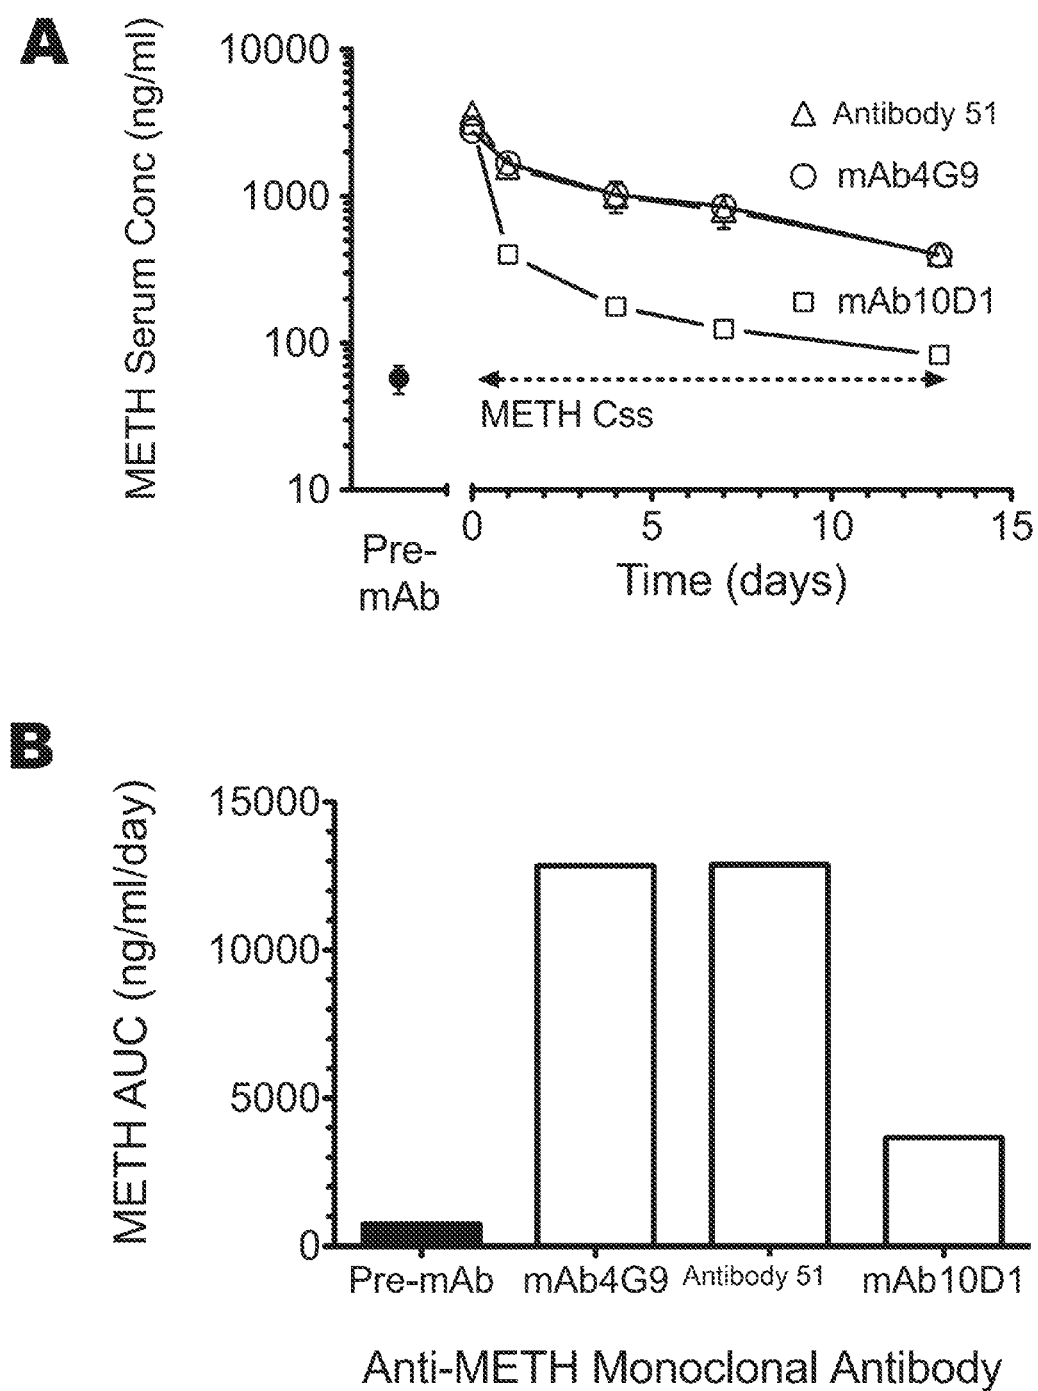 A
METH Serum Conc (ng/ml)
10000
1000
100
10
Antibody 51
mAb4G9
mAb10D1
METH Css
Pre-
mAb
0
5
10
15
Time (days)
B
METH AUC (ng/ml/day)
15000
10000
5000
0
Pre-mAb
mAb4G9
Antibody 51
mAb10D1
Anti-METH Monoclonal Antibody